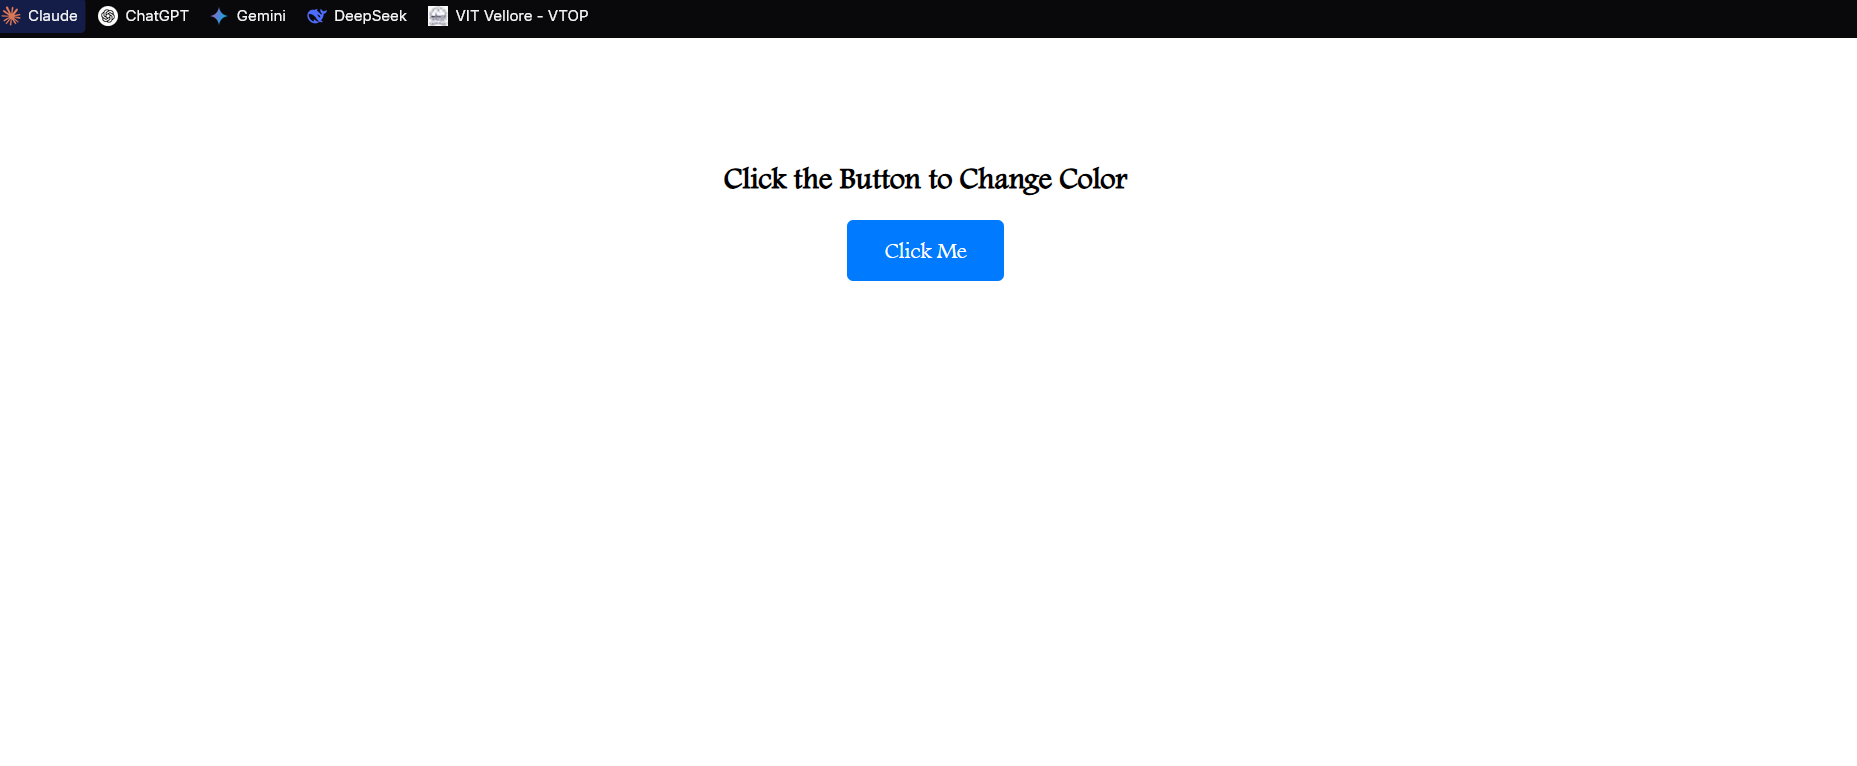 Claude ChatGPT Gemini DeepSeek VIT Vellore - VTOP
Click the Button to Change Color
Click Me